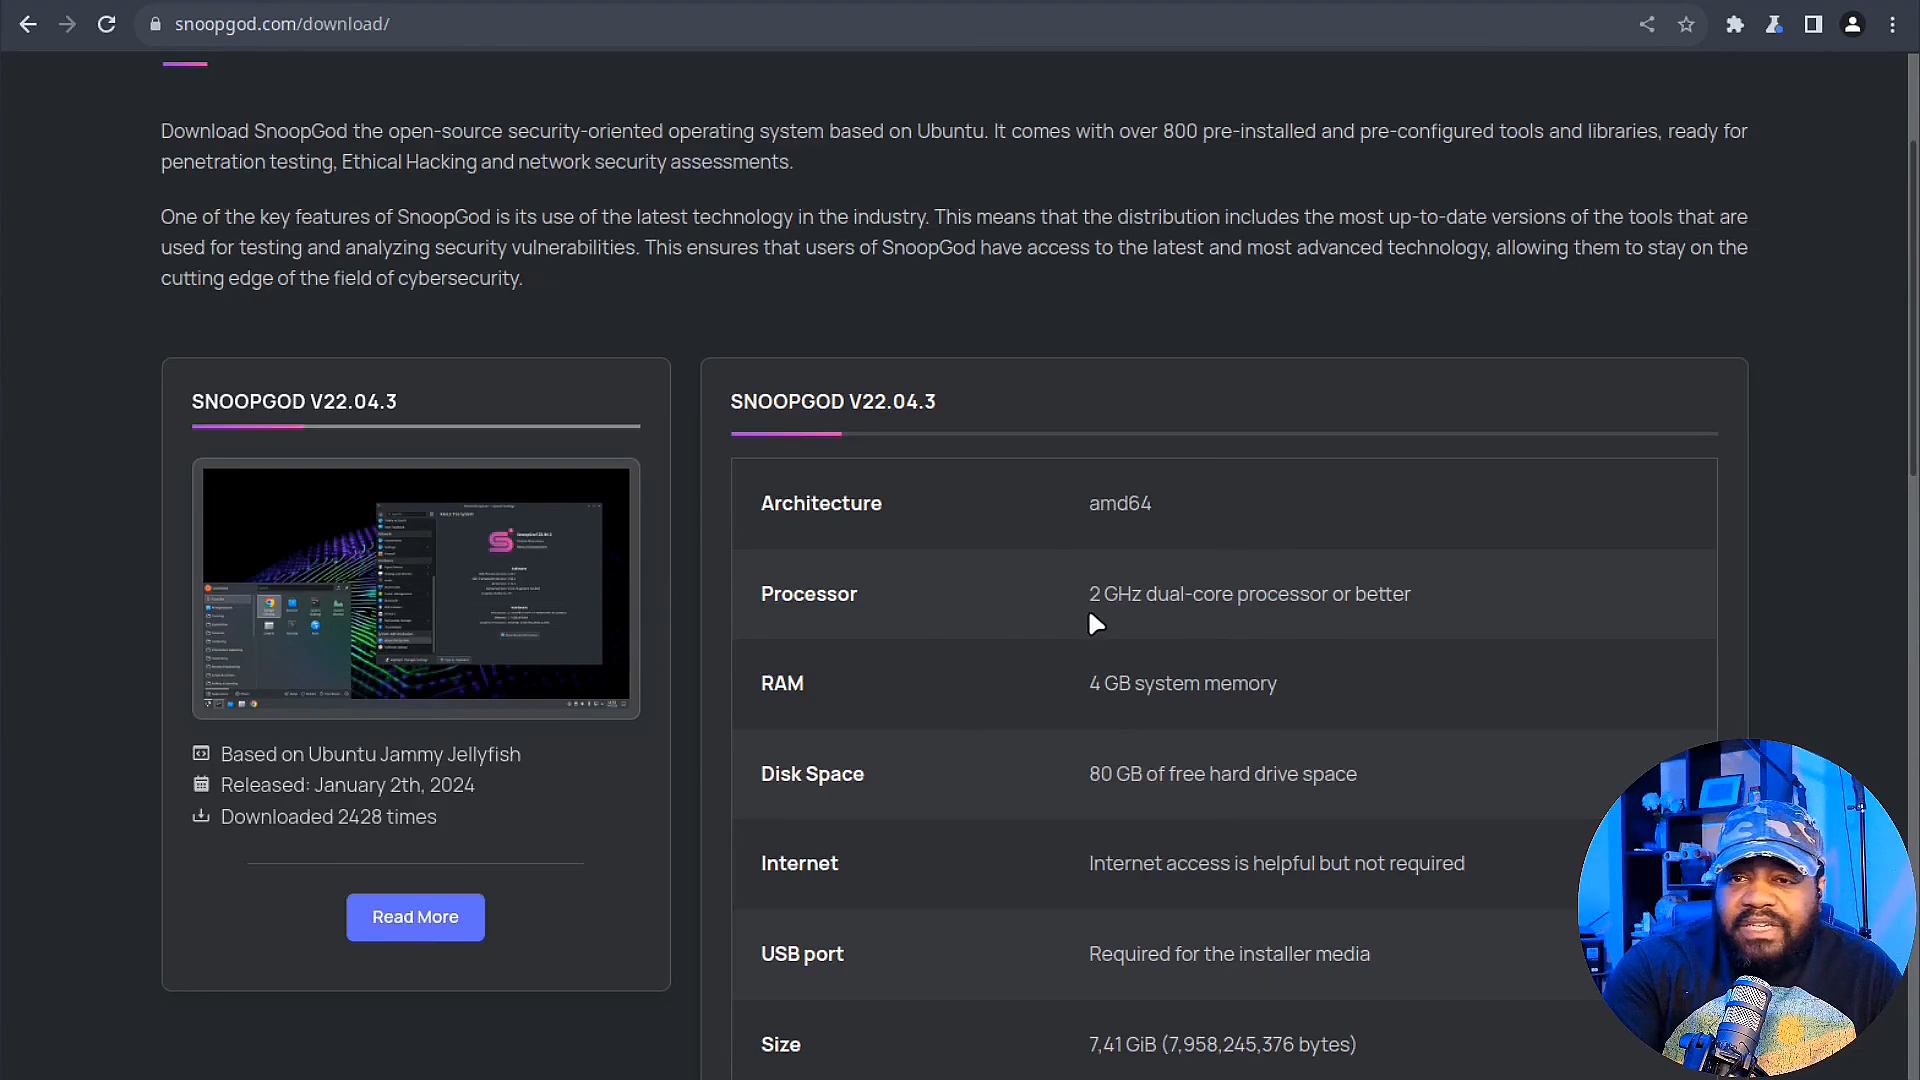 snoopgod.com/download/
Download SnoopGod the open-source security-oriented operating system based on Ubuntu. It comes with over 800 pre-installed and pre-configured tools and libraries, ready for
penetration testing, Ethical Hacking and network security assessments.
One of the key features of SnoopGod is its use of the latest technology in the industry. This means that the distribution includes the most up-to-date versions of the tools that are
used for testing and analyzing security vulnerabilities. This ensures that users of SnoopGod have access to the latest and most advanced technology, allowing them to stay on the
cutting edge of the field of cybersecurity.
SNOOPGOD V22.04.3
Based on Ubuntu Jammy Jellyfish
Released: January 2th, 2024
Downloaded 2428 times
Read More
SNOOPGOD V22.04.3
Architecture amd64
Processor 2 GHz dual-core processor or better
RAM 4 GB system memory
Disk Space 80 GB of free hard drive space
Internet Internet access is helpful but not required
USB port Required for the installer media
Size 7,41 GiB (7,958,245,376 bytes)